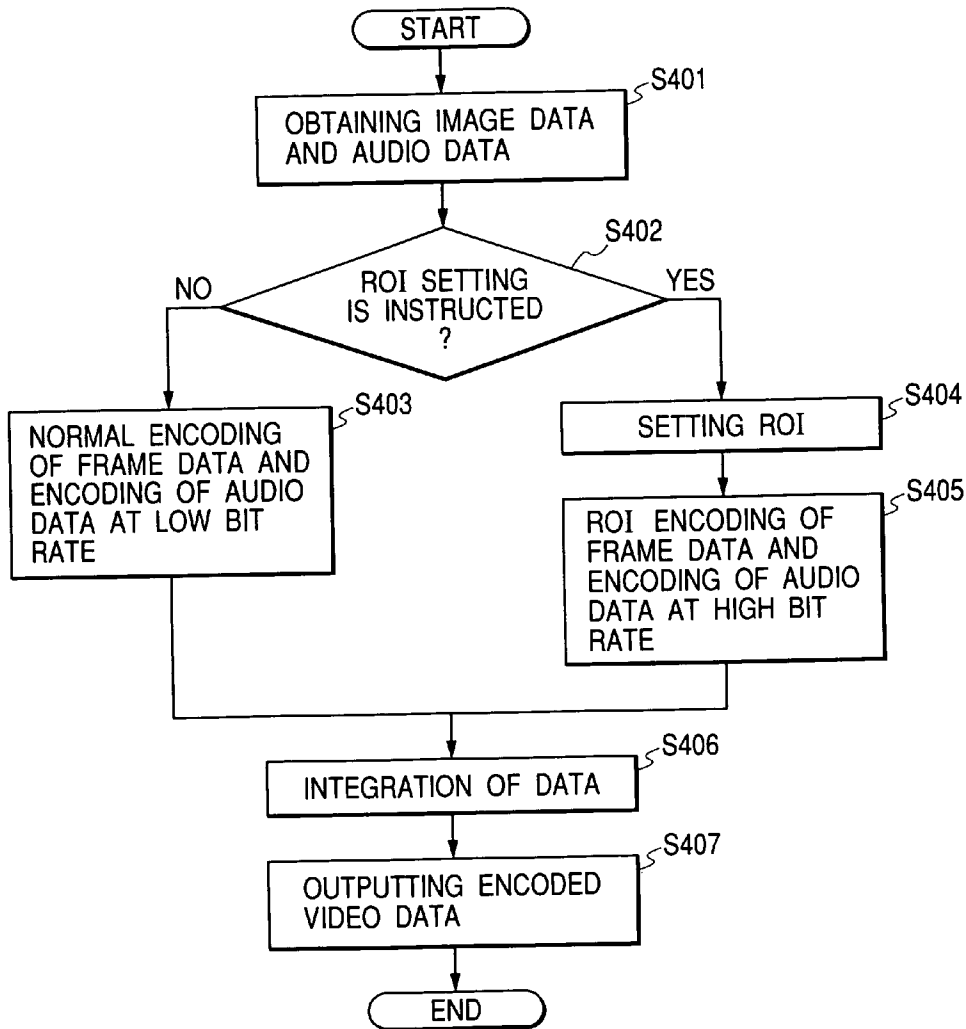 START
S401
OBTAINING IMAGE DATA
AND AUDIO DATA
S402
ROI SETTING
IS INSTRUCTED
?
NO
YES
S403
NORMAL ENCODING
OF FRAME DATA AND
ENCODING OF AUDIO
DATA AT LOW BIT
RATE
S404
SETTING ROI
S405
ROI ENCODING OF
FRAME DATA AND
ENCODING OF AUDIO
DATA AT HIGH BIT
RATE
S406
INTEGRATION OF DATA
S407
OUTPUTTING ENCODED
VIDEO DATA
END